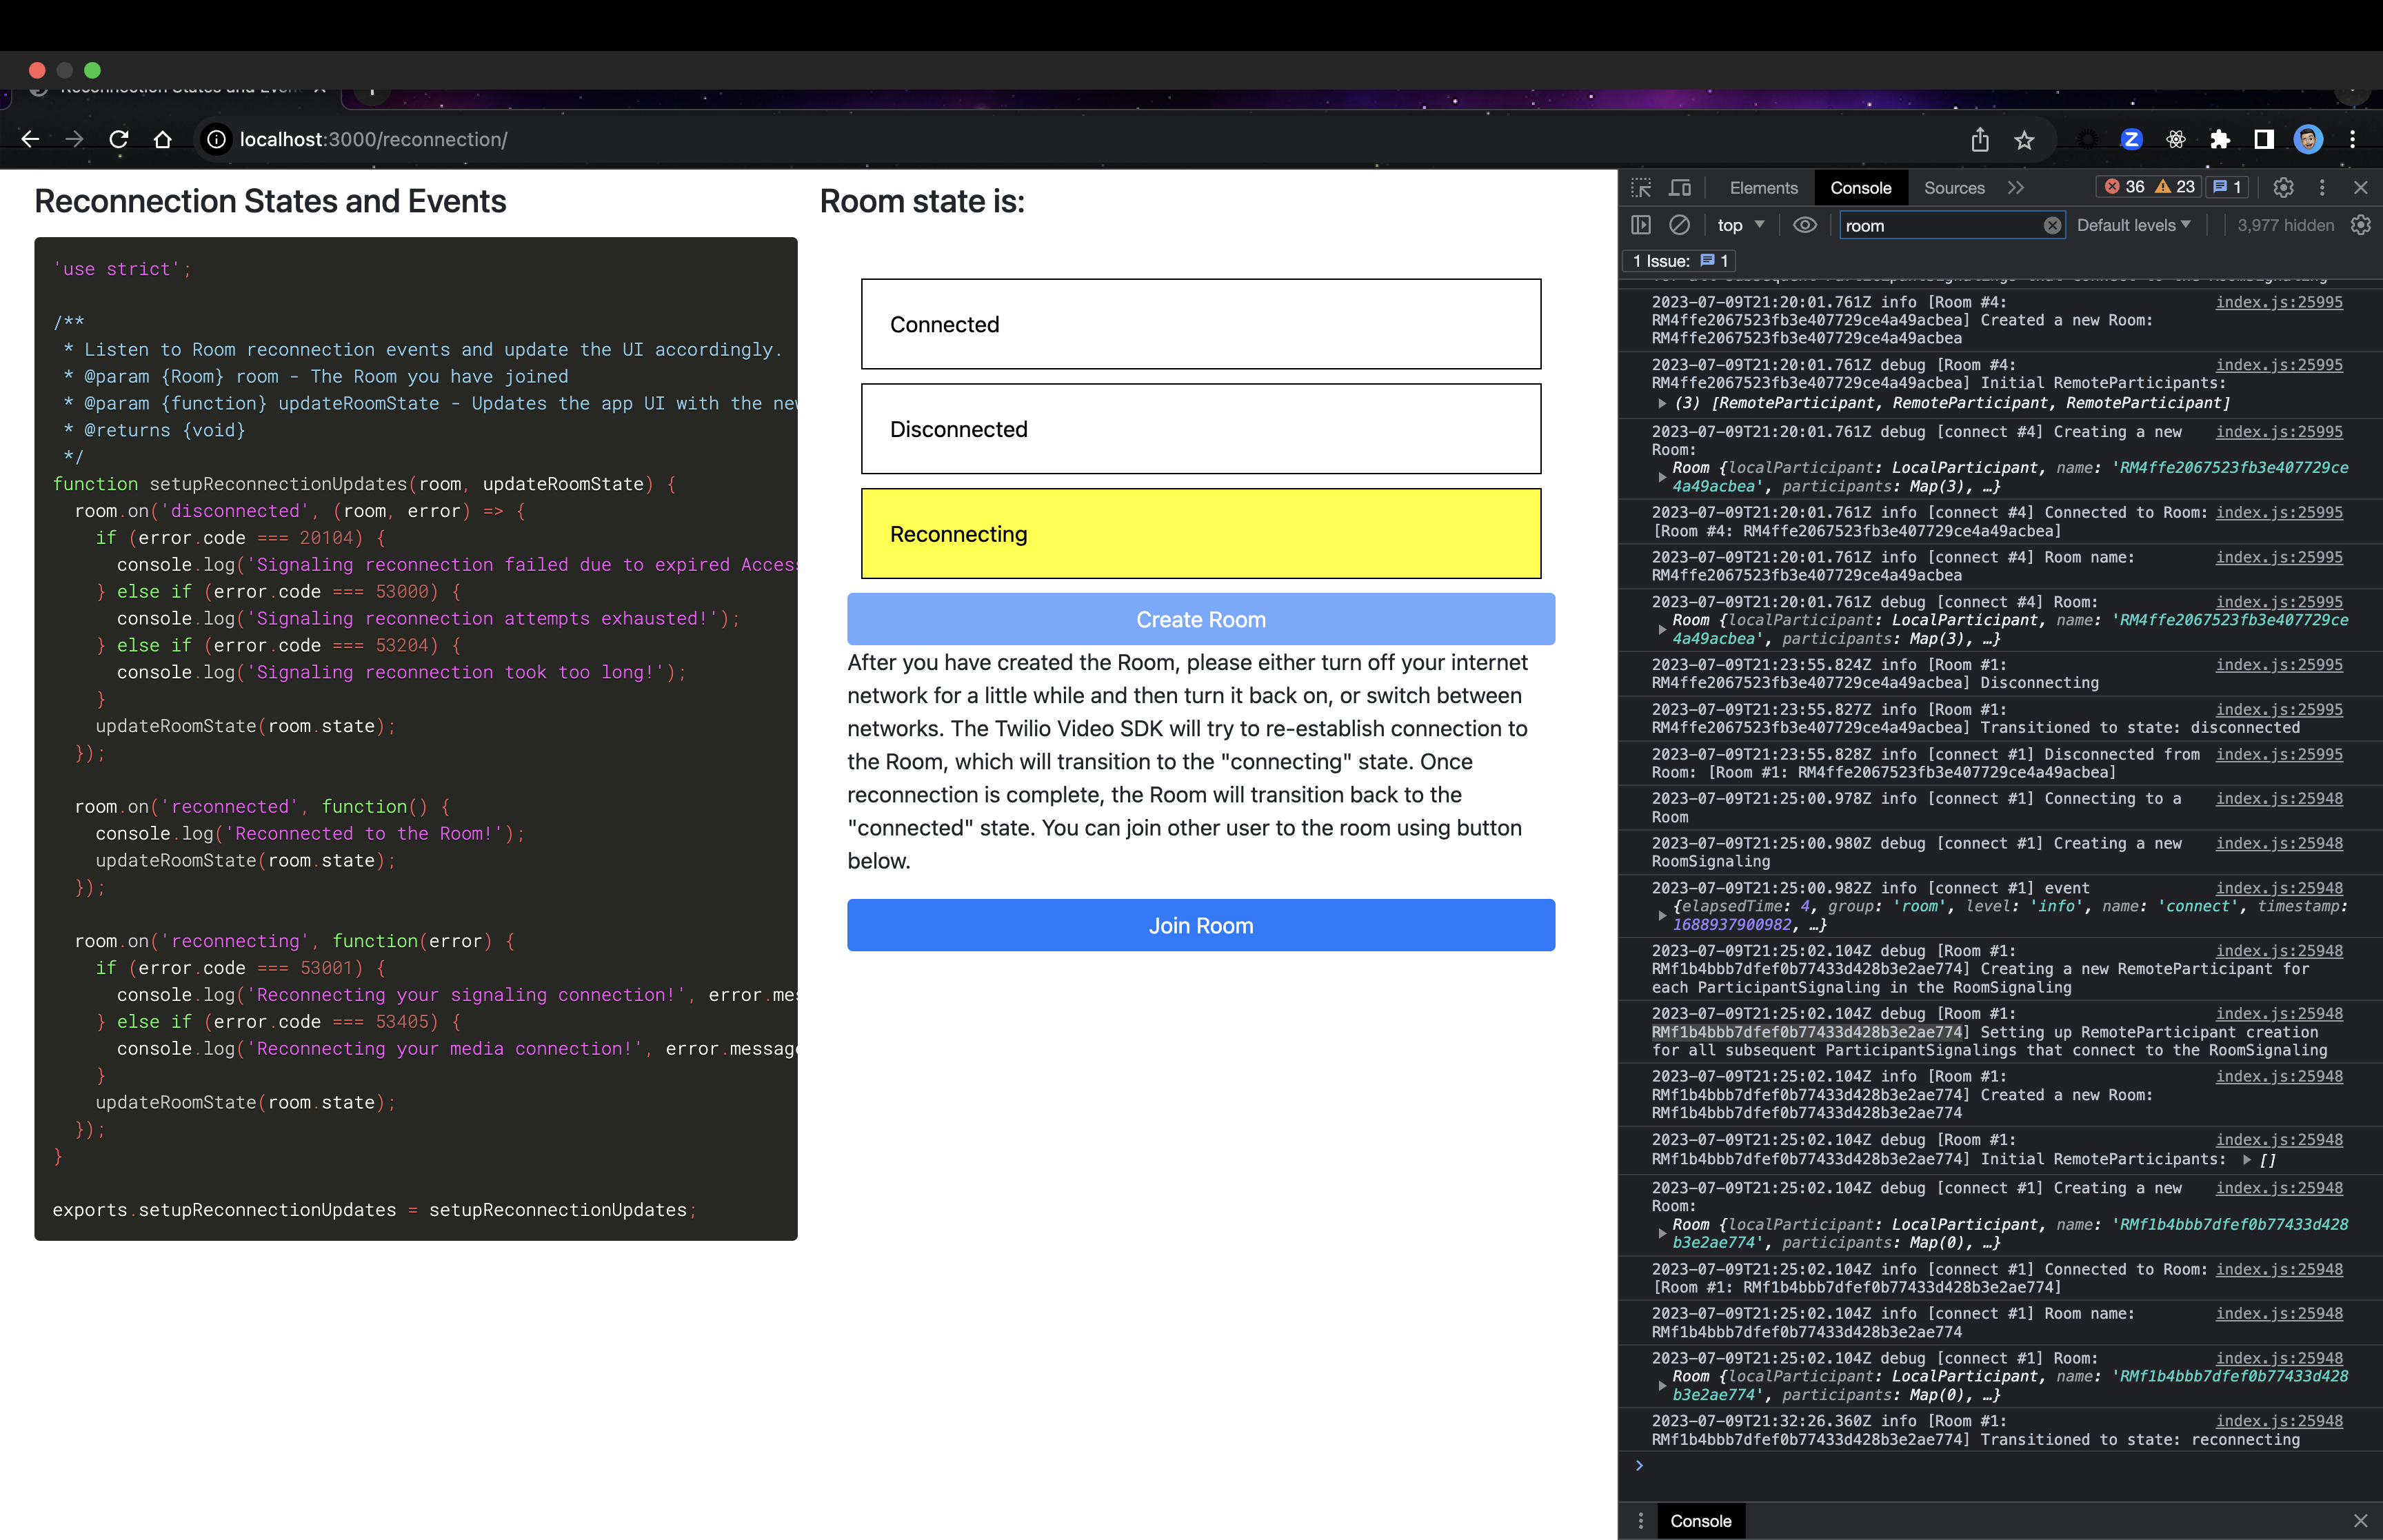 Reconnection States and Even
localhost:3000/reconnection/
Reconnection States and Events
'use strict';
/**
* Listen to Room reconnection events and update the UI accordingly.
* @param {Room} room - The Room you have joined
* @param {function} updateRoomState - Updates the app UI with the new
* @returns {void}
*/
function setupReconnectionUpdates(room, updateRoomState) {
room.on('disconnected', (room, error) => {
if (error.code === 20104) {
console.log('Signaling reconnection failed due to expired Access
} else if (error.code === 53000) {
console.log('Signaling reconnection attempts exhausted!');
} else if (error.code === 53204) {
console.log('Signaling reconnection took too long!');
}
updateRoomState(room.state);
});
room.on('reconnected', function() {
console.log('Reconnected to the Room!');
updateRoomState(room.state);
});
room.on('reconnecting', function(error) {
if (error.code === 53001) {
console.log('Reconnecting your signaling connection!', error.mes
} else if (error.code === 53405) {
console.log('Reconnecting your media connection!', error.message
}
updateRoomState(room.state);
});
}
exports.setupReconnectionUpdates = setupReconnectionUpdates;
Room state is:
Connected
Disconnected
Reconnecting
Create Room
After you have created the Room, please either turn off your internet
network for a little while and then turn it back on, or switch between
networks. The Twilio Video SDK will try to re-establish connection to
the Room, which will transition to the "connecting" state. Once
reconnection is complete, the Room will transition back to the
"connected" state. You can join other user to the room using button
below.
Join Room
Elements Console Sources 36 23 1
top room Default levels 3,977 hidden
1 Issue: 1
for all subsequent ParticipantSignalings that connect to the RoomSignaling
2023-07-09T21:20:01.761Z info [Room #4: index.js:25995
RM4ffe2067523fb3e407729ce4a49acbea] Created a new Room:
RM4ffe2067523fb3e407729ce4a49acbea
2023-07-09T21:20:01.761Z debug [Room #4: index.js:25995
RM4ffe2067523fb3e407729ce4a49acbea] Initial RemoteParticipants:
(3) [RemoteParticipant, RemoteParticipant, RemoteParticipant]
2023-07-09T21:20:01.761Z debug [connect #4] Creating a new index.js:25995
Room:
Room {localParticipant: LocalParticipant, name: 'RM4ffe2067523fb3e407729ce
4a49acbea', participants: Map(3), …}
2023-07-09T21:20:01.761Z info [connect #4] Connected to Room: index.js:25995
[Room #4: RM4ffe2067523fb3e407729ce4a49acbea]
2023-07-09T21:20:01.761Z info [connect #4] Room name: index.js:25995
RM4ffe2067523fb3e407729ce4a49acbea
2023-07-09T21:20:01.761Z debug [connect #4] Room: index.js:25995
Room {localParticipant: LocalParticipant, name: 'RM4ffe2067523fb3e407729ce
4a49acbea', participants: Map(3), …}
2023-07-09T21:23:55.824Z info [Room #1: index.js:25995
RM4ffe2067523fb3e407729ce4a49acbea] Disconnecting
2023-07-09T21:23:55.827Z info [Room #1: index.js:25995
RM4ffe2067523fb3e407729ce4a49acbea] Transitioned to state: disconnected
2023-07-09T21:23:55.828Z info [connect #1] Disconnected from index.js:25995
Room: [Room #1: RM4ffe2067523fb3e407729ce4a49acbea]
2023-07-09T21:25:00.978Z info [connect #1] Connecting to a index.js:25948
Room
2023-07-09T21:25:00.980Z debug [connect #1] Creating a new index.js:25948
RoomSignaling
2023-07-09T21:25:00.982Z info [connect #1] event index.js:25948
{elapsedTime: 4, group: 'room', level: 'info', name: 'connect', timestamp:
1688937900982, …}
2023-07-09T21:25:02.104Z debug [Room #1: index.js:25948
RMf1b4bbb7dfef0b77433d428b3e2ae774] Creating a new RemoteParticipant for
each ParticipantSignaling in the RoomSignaling
2023-07-09T21:25:02.104Z debug [Room #1: index.js:25948
RMf1b4bbb7dfef0b77433d428b3e2ae774] Setting up RemoteParticipant creation
for all subsequent ParticipantSignalings that connect to the RoomSignaling
2023-07-09T21:25:02.104Z info [Room #1: index.js:25948
RMf1b4bbb7dfef0b77433d428b3e2ae774] Created a new Room:
RMf1b4bbb7dfef0b77433d428b3e2ae774
2023-07-09T21:25:02.104Z debug [Room #1: index.js:25948
RMf1b4bbb7dfef0b77433d428b3e2ae774] Initial RemoteParticipants: []
2023-07-09T21:25:02.104Z debug [connect #1] Creating a new index.js:25948
Room:
Room {localParticipant: LocalParticipant, name: 'RMf1b4bbb7dfef0b77433d428
b3e2ae774', participants: Map(0), …}
2023-07-09T21:25:02.104Z info [connect #1] Connected to Room: index.js:25948
[Room #1: RMf1b4bbb7dfef0b77433d428b3e2ae774]
2023-07-09T21:25:02.104Z info [connect #1] Room name: index.js:25948
RMf1b4bbb7dfef0b77433d428b3e2ae774
2023-07-09T21:25:02.104Z debug [connect #1] Room: index.js:25948
Room {localParticipant: LocalParticipant, name: 'RMf1b4bbb7dfef0b77433d428
b3e2ae774', participants: Map(0), …}
2023-07-09T21:32:26.360Z info [Room #1: index.js:25948
RMf1b4bbb7dfef0b77433d428b3e2ae774] Transitioned to state: reconnecting
Console